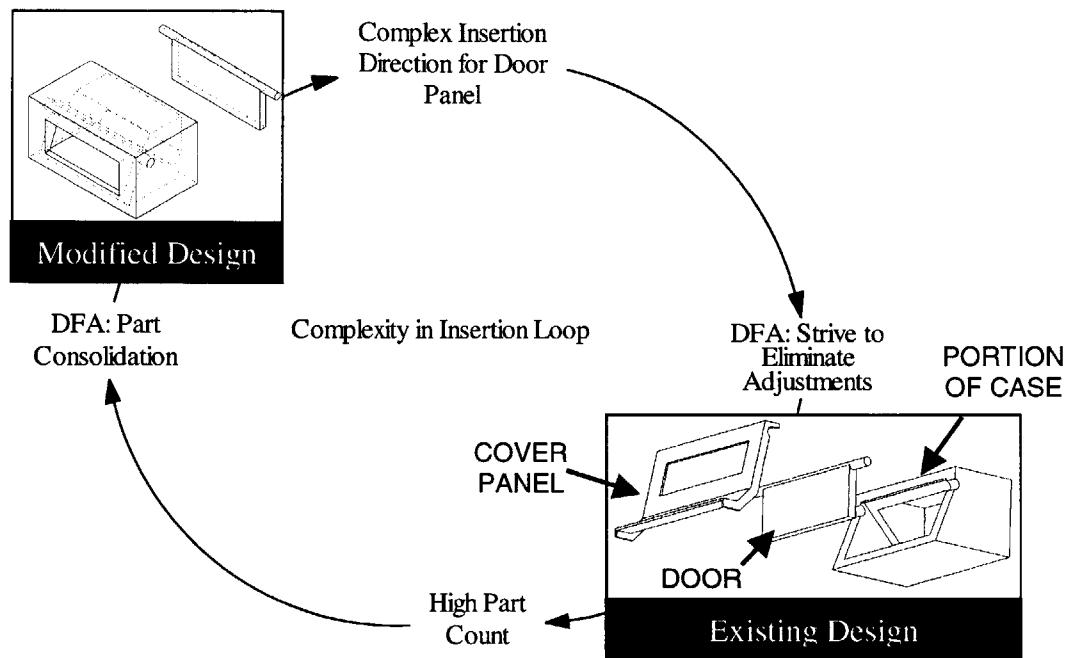 Complex Insertion
Direction for Door
Panel
Modified Design
DFA: Part
Consolidation
Complexity in Insertion Loop
DFA: Strive to
Eliminate
Adjustments
PORTION
OF CASE
COVER
PANEL
DOOR
High Part
Count
Existing Design